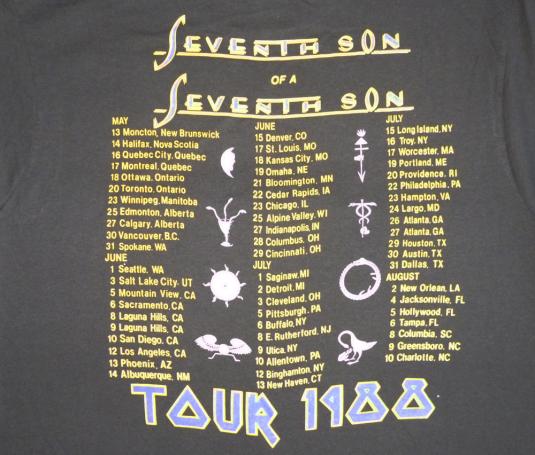 SEVENTH SON
OF A
SEVENTH SON
MAY
13 Moncton, New Brunswick
14 Halifax, Nova Scotia
16 Quebec City, Quebec
17 Montreal, Quebec
18 Ottawa, Ontario
20 Toronto, Ontario
23 Winnipeg, Manitoba
25 Edmonton, Alberta
27 Calgary, Alberta
30 Vancouver, B.C.
31 Spokane, WA
JUNE
1 Seattle, WA
3 Salt Lake City, UT
5 Mountain View, CA
6 Sacramento, CA
8 Laguna Hills, CA
9 Laguna Hills, CA
10 San Diego, CA
12 Los Angeles, CA
13 Phoenix, AZ
14 Albuquerque, NM
JUNE
15 Denver, CO
17 St. Louis, MO
18 Kansas City, MO
19 Omaha, NE
21 Bloomington, MN
22 Cedar Rapids, IA
23 Chicago, IL
25 Alpine Valley, WI
27 Indianapolis, IN
28 Columbus, OH
29 Cincinnati, OH
JULY
1 Saginaw, MI
2 Detroit, MI
3 Cleveland, OH
5 Pittsburgh, PA
6 Buffalo, NY
8 E. Rutherford, NJ
9 Utica, NY
10 Allentown, PA
12 Binghamton, NY
13 New Haven, CT
JULY
15 Long Island, NY
16 Troy, NY
17 Worcester, MA
19 Portland, ME
20 Providence, RI
22 Philadelphia, PA
23 Hampton, VA
24 Largo, MD
26 Atlanta, GA
27 Atlanta, GA
29 Houston, TX
30 Austin, TX
31 Dallas, TX
AUGUST
2 New Orlean, LA
4 Jacksonville, FL
5 Hollywood, FL
6 Tampa, FL
8 Columbia, SC
9 Greensboro, NC
10 Charlotte, NC
TOUR 1988